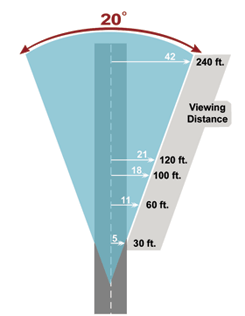 20°
42
240 ft.
Viewing
Distance
21
120 ft.
18
100 ft.
11
60 ft.
5
30 ft.